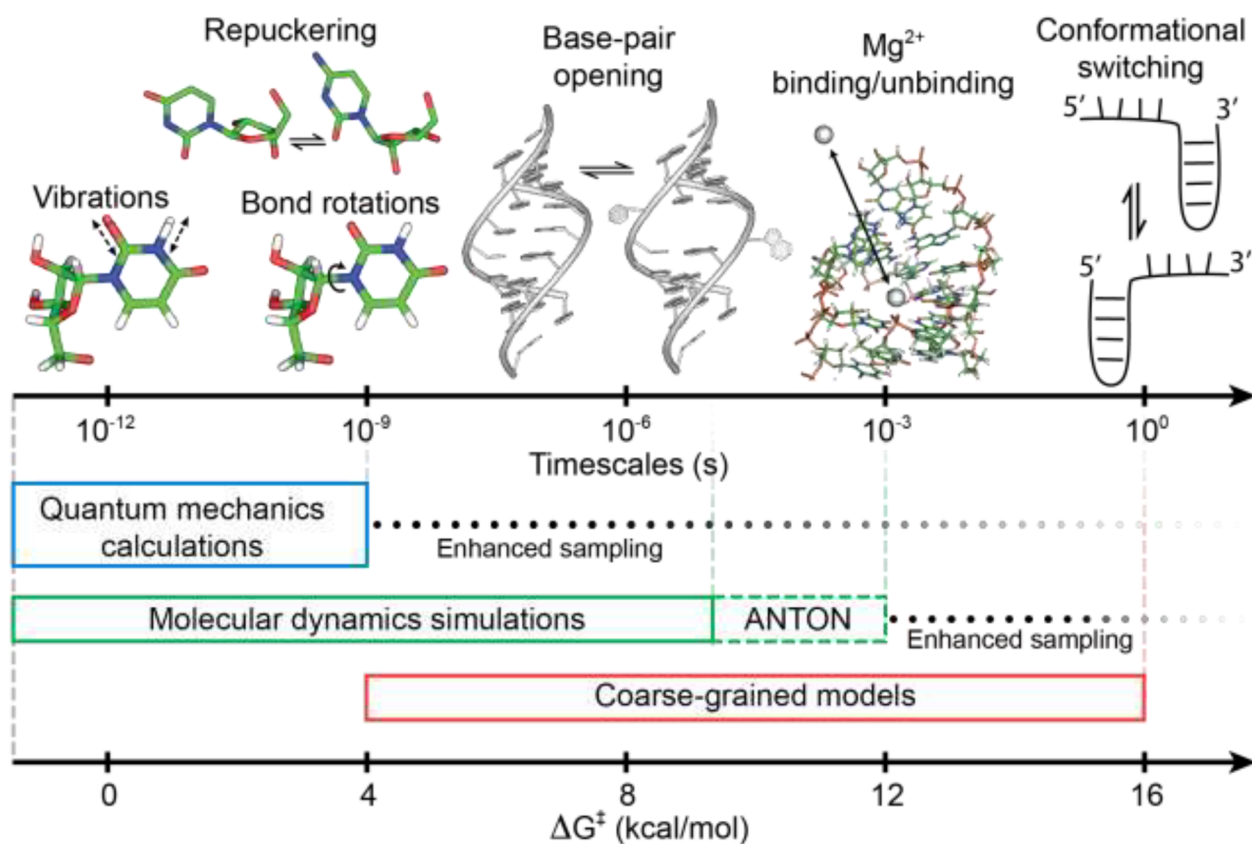 Repuckering
Base-pair
opening
Mg²⁺
binding/unbinding
Conformational
switching
5′ 3′
Vibrations
Bond rotations
5′ 3′
10⁻¹² 10⁻⁹ 10⁻⁶ 10⁻³ 10⁰
Timescales (s)
Quantum mechanics
calculations
Enhanced sampling
Molecular dynamics simulations
ANTON
Enhanced sampling
Coarse-grained models
0 4 8 12 16
ΔG‡ (kcal/mol)